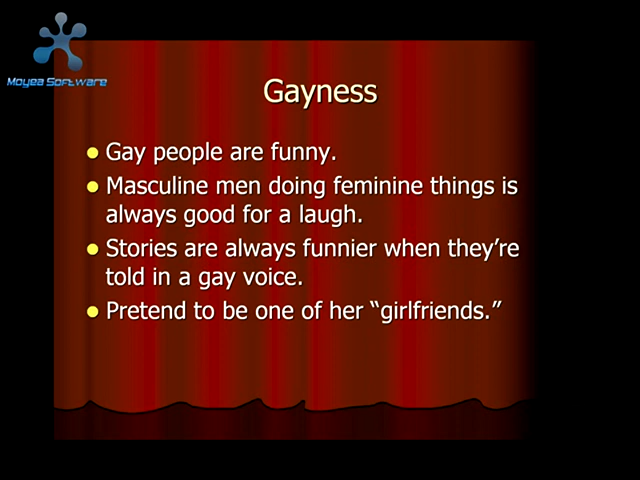 Moyea Software
Gayness
Gay people are funny.
Masculine men doing feminine things is
always good for a laugh.
Stories are always funnier when they’re
told in a gay voice.
Pretend to be one of her “girlfriends.”